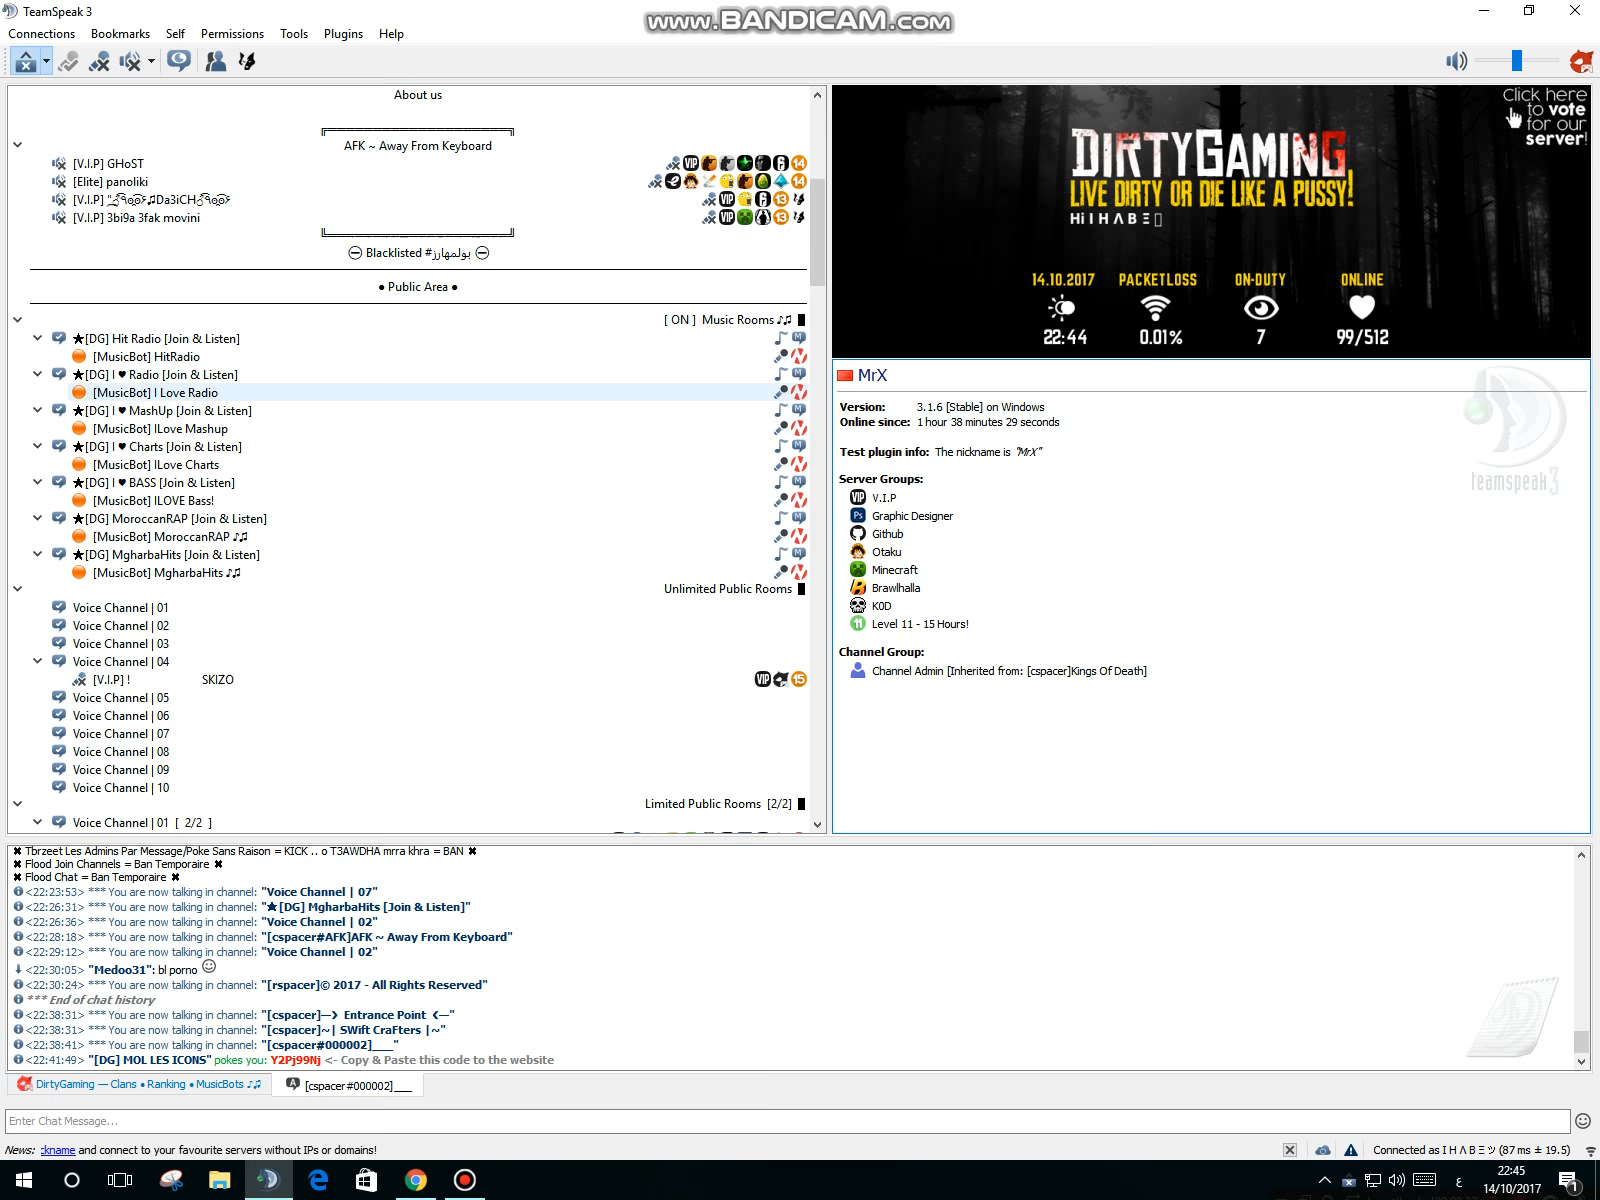 TeamSpeak 3
www.BANDICAM.com
Connections Bookmarks Self Permissions Tools Plugins Help
About us
AFK ~ Away From Keyboard
[V.I.P] GHoST
[Elite] panoliki
[V.I.P] 3bi9a 3fak movini
Blacklisted #بولمهارز
● Public Area ●
[ ON ] Music Rooms ♪♫
★[DG] Hit Radio [Join & Listen]
[MusicBot] HitRadio
★[DG] I ♥ Radio [Join & Listen]
[MusicBot] I Love Radio
★[DG] I ♥ MashUp [Join & Listen]
[MusicBot] ILove Mashup
★[DG] I ♥ Charts [Join & Listen]
[MusicBot] ILove Charts
★[DG] I ♥ BASS [Join & Listen]
[MusicBot] ILOVE Bass!
★[DG] MoroccanRAP [Join & Listen]
[MusicBot] MoroccanRAP ♪♫
★[DG] MgharbaHits [Join & Listen]
[MusicBot] MgharbaHits ♪♫
Unlimited Public Rooms
Voice Channel | 01
Voice Channel | 02
Voice Channel | 03
Voice Channel | 04
[V.I.P] ! SKIZO
Voice Channel | 05
Voice Channel | 06
Voice Channel | 07
Voice Channel | 08
Voice Channel | 09
Voice Channel | 10
Limited Public Rooms [2/2]
Voice Channel | 01 [ 2/2 ]
Click here
to vote
for our
server!
DIRTYGAMING
LIVE DIRTY OR DIE LIKE A PUSSY!
Hi I H Λ B Ξ
14.10.2017 PACKETLOSS ON-DUTY ONLINE
22:44 0.01% 7 99/512
MrX
Version: 3.1.6 [Stable] on Windows
Online since: 1 hour 38 minutes 29 seconds
Test plugin info: The nickname is "MrX"
Server Groups:
V.I.P
Graphic Designer
Github
Otaku
Minecraft
Brawlhalla
K0D
Level 11 - 15 Hours!
Channel Group:
Channel Admin [Inherited from: [cspacer]Kings Of Death]
teamspeak3
✖ Tbrzeet Les Admins Par Message/Poke Sans Raison = KICK .. o T3AWDHA mrra khra = BAN ✖
✖ Flood Join Channels = Ban Temporaire ✖
✖ Flood Chat = Ban Temporaire ✖
<22:23:53> *** You are now talking in channel: "Voice Channel | 07"
<22:26:31> *** You are now talking in channel: "★[DG] MgharbaHits [Join & Listen]"
<22:26:36> *** You are now talking in channel: "Voice Channel | 02"
<22:28:18> *** You are now talking in channel: "[cspacer#AFK]AFK ~ Away From Keyboard"
<22:29:12> *** You are now talking in channel: "Voice Channel | 02"
<22:30:05> "Medoo31": bl porno
<22:30:24> *** You are now talking in channel: "[rspacer]© 2017 - All Rights Reserved"
*** End of chat history
<22:38:31> *** You are now talking in channel: "[cspacer]—› Entrance Point ‹—"
<22:38:31> *** You are now talking in channel: "[cspacer]~| SWift CraFters |~"
<22:38:41> *** You are now talking in channel: "[cspacer#000002]___"
<22:41:49> "[DG] MOL LES ICONS" pokes you: Y2Pj99Nj <- Copy & Paste this code to the website
DirtyGaming — Clans • Ranking • MusicBots ♪♫
[cspacer#000002]___
Enter Chat Message...
News: ckname and connect to your favourite servers without IPs or domains!
Connected as I H Λ B Ξ ツ (87 ms ± 19.5)
22:45
14/10/2017